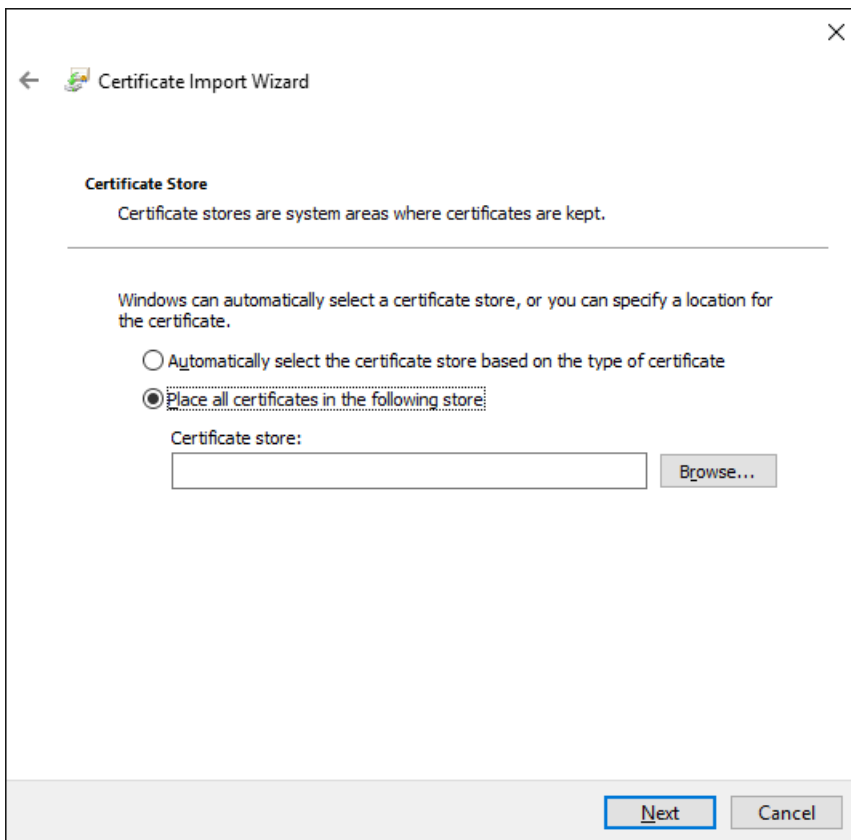 Certificate Import Wizard
Certificate Store
Certificate stores are system areas where certificates are kept.
Windows can automatically select a certificate store, or you can specify a location for
the certificate.
Automatically select the certificate store based on the type of certificate
Place all certificates in the following store
Certificate store:
Browse...
Next
Cancel